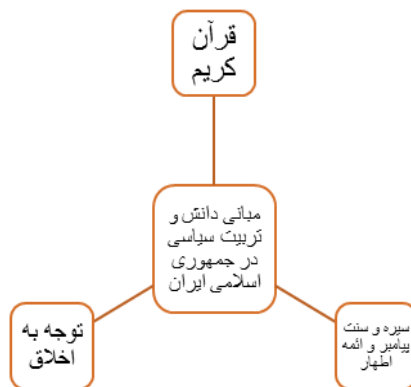 قرآن
کریم
مبانی دانش و
تربیت سیاسی
در جمهوری
اسلامی ایران
سیره و سنت
پیامبر و ائمه
اطهار
توجه به
اخلاق